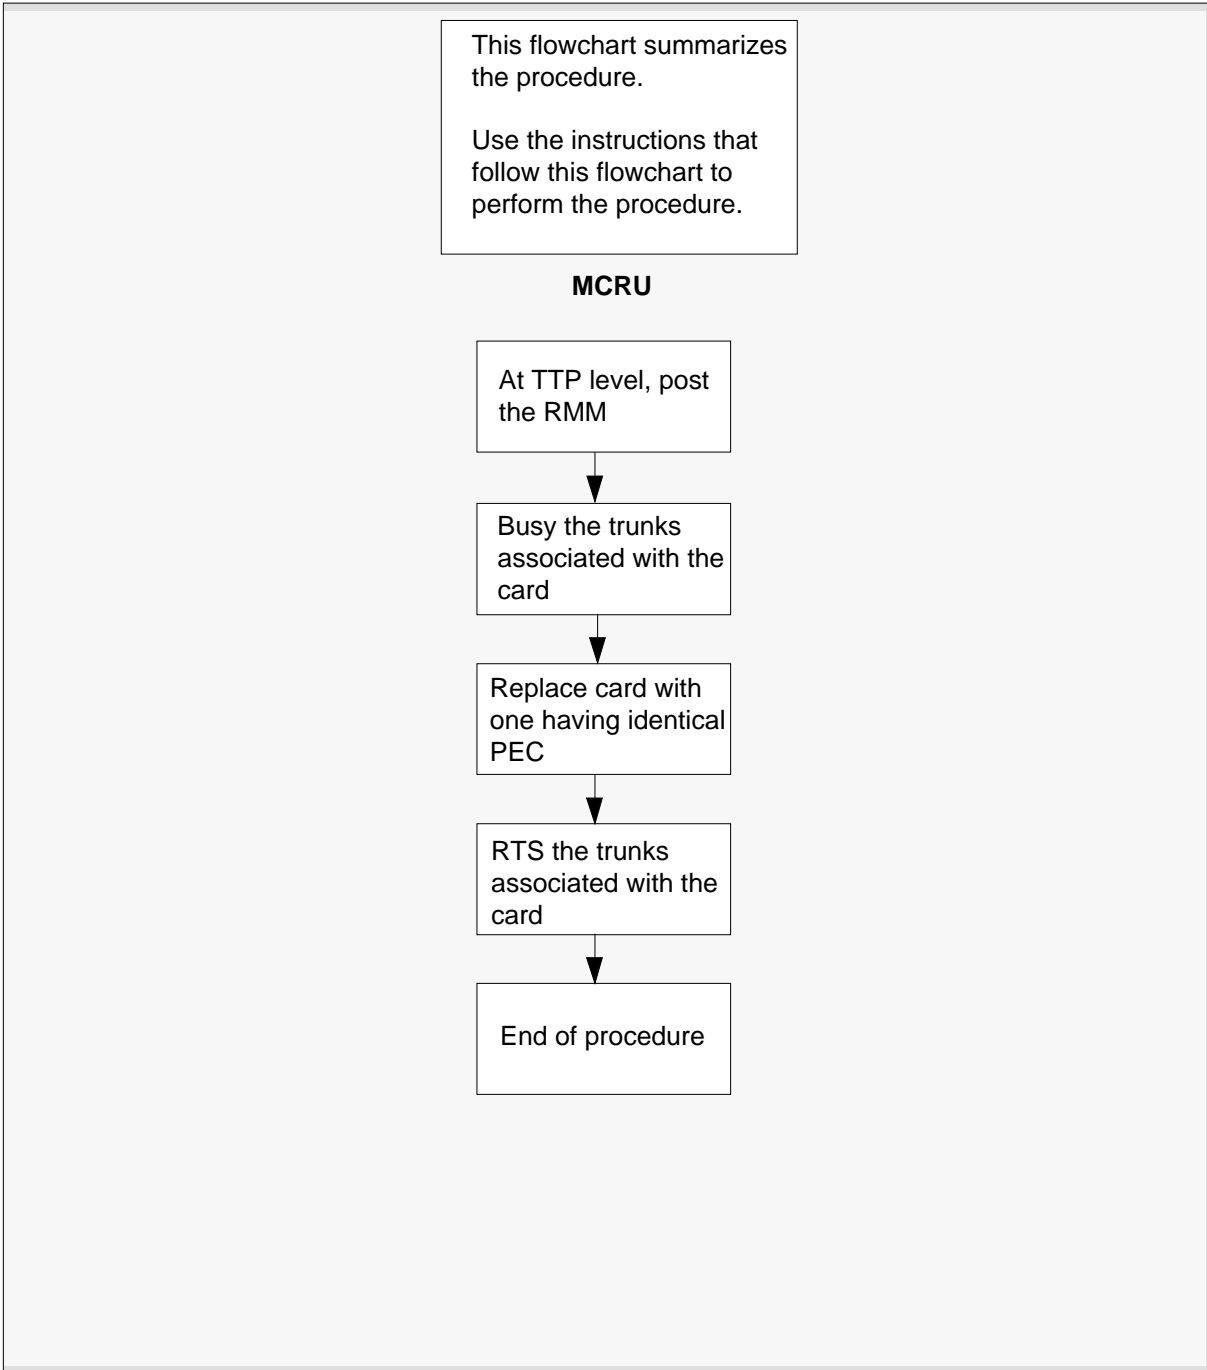 This flowchart summarizes
the procedure.
Use the instructions that
follow this flowchart to
perform the procedure.
MCRU
At TTP level, post
the RMM
Busy the trunks
associated with the
card
Replace card with
one having identical
PEC
RTS the trunks
associated with the
card
End of procedure